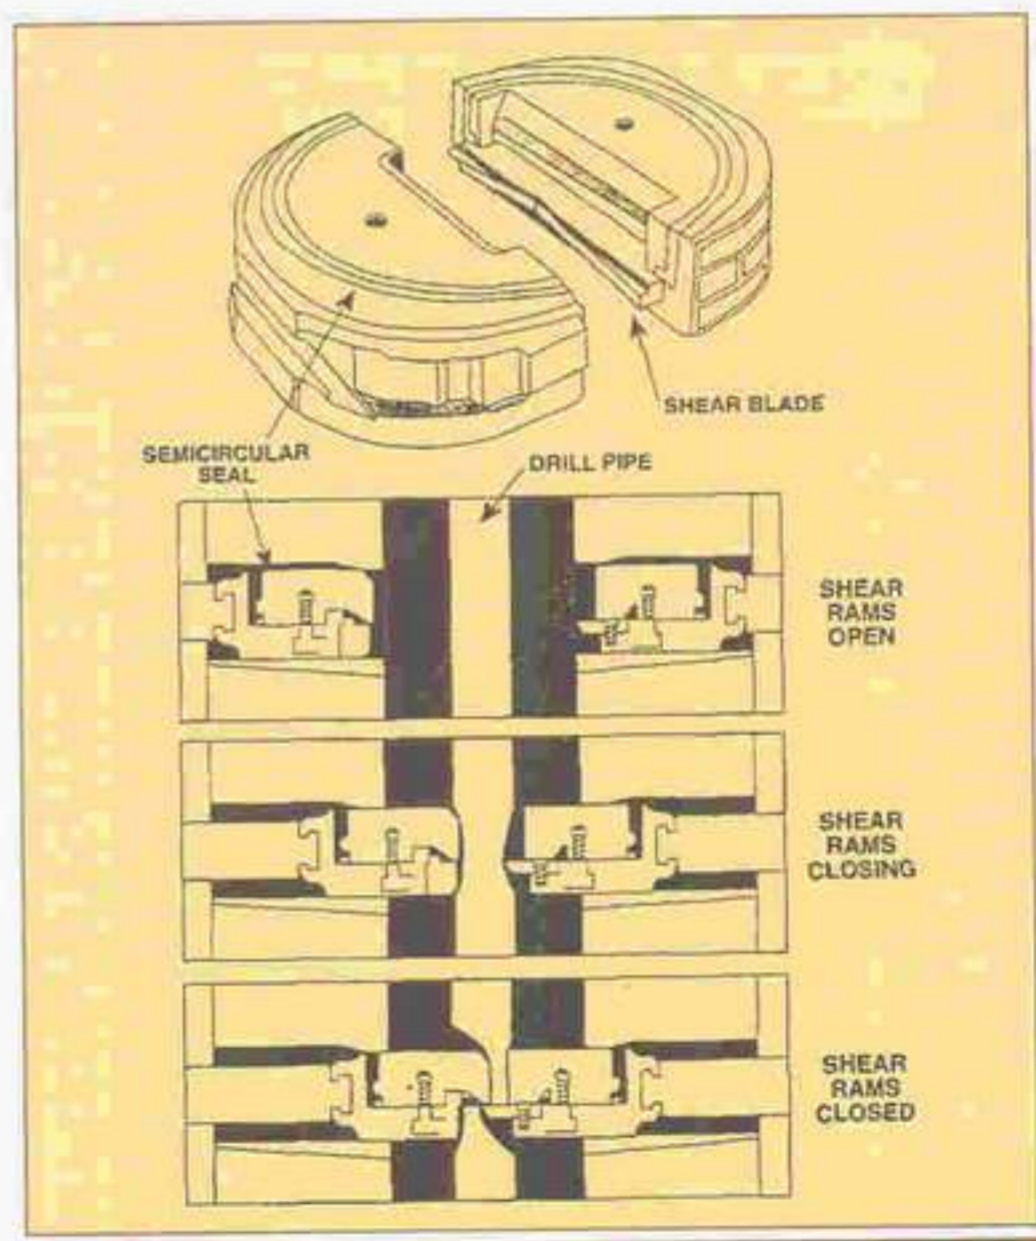 SHEAR BLADE
SEMICIRCULAR
SEAL
DRILL PIPE
SHEAR
RAMS
OPEN
SHEAR
RAMS
CLOSING
SHEAR
RAMS
CLOSED